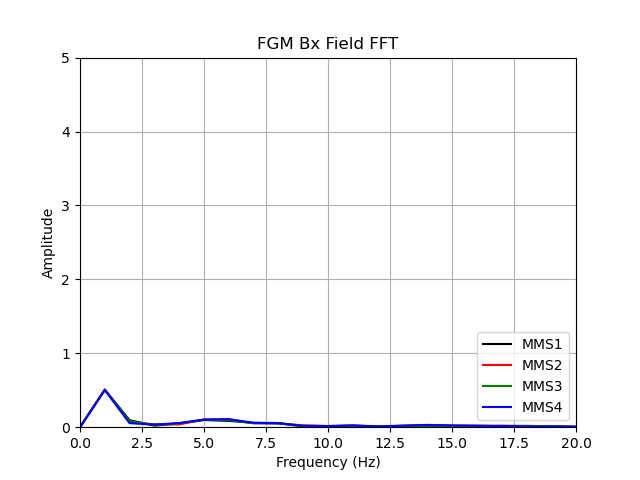 FGM Bx Field FFT
5
4
3
2
1
0
Amplitude
MMS1
MMS2
MMS3
MMS4
0.0 2.5 5.0 7.5 10.0 12.5 15.0 17.5 20.0
Frequency (Hz)